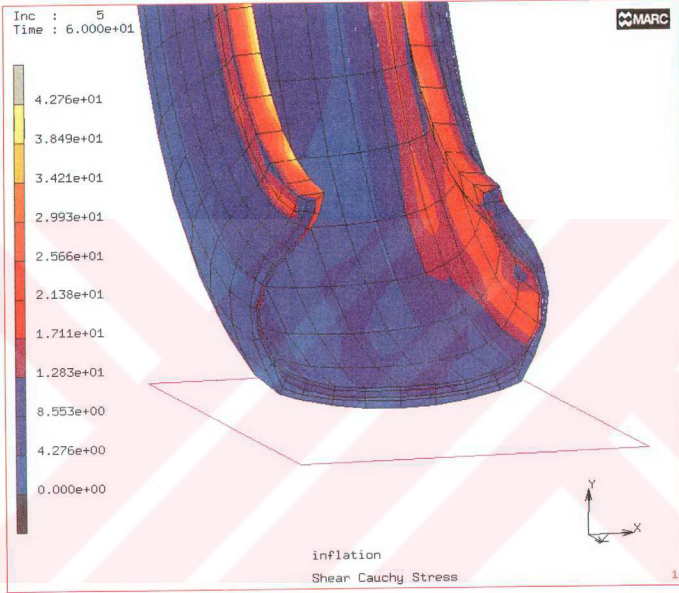 Inc : 5
Time : 6.000e+01
MARC
4.276e+01
3.849e+01
3.421e+01
2.993e+01
2.566e+01
2.138e+01
1.711e+01
1.283e+01
8.553e+00
4.276e+00
0.000e+00
Y
X
Z
inflation
Shear Cauchy Stress
1